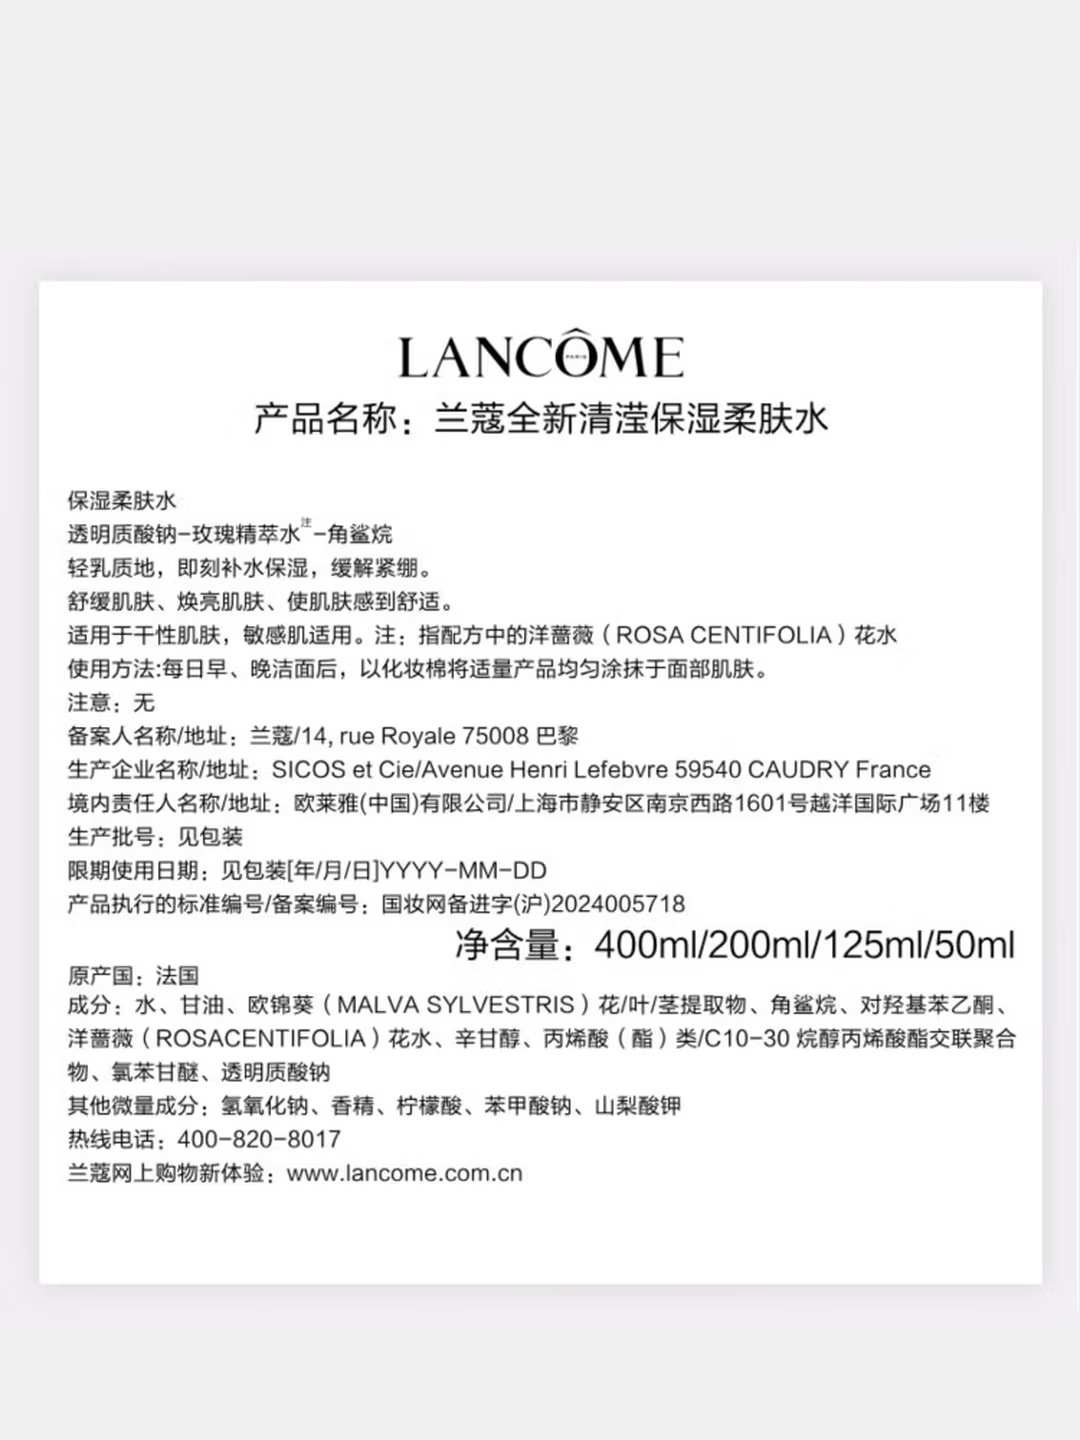 LANCÔME
PARIS
产品名称：兰蔻全新清滢保湿柔肤水
保湿柔肤水
透明质酸钠-玫瑰精萃水注-角鲨烷
轻乳质地，即刻补水保湿，缓解紧绷。
舒缓肌肤、焕亮肌肤、使肌肤感到舒适。
适用于干性肌肤，敏感肌适用。注：指配方中的洋蔷薇（ROSA CENTIFOLIA）花水
使用方法:每日早、晚洁面后，以化妆棉将适量产品均匀涂抹于面部肌肤。
注意：无
备案人名称/地址：兰蔻/14, rue Royale 75008 巴黎
生产企业名称/地址：SICOS et Cie/Avenue Henri Lefebvre 59540 CAUDRY France
境内责任人名称/地址：欧莱雅(中国)有限公司/上海市静安区南京西路1601号越洋国际广场11楼
生产批号：见包装
限期使用日期：见包装[年/月/日]YYYY-MM-DD
产品执行的标准编号/备案编号：国妆网备进字(沪)2024005718
净含量：400ml/200ml/125ml/50ml
原产国：法国
成分：水、甘油、欧锦葵（MALVA SYLVESTRIS）花/叶/茎提取物、角鲨烷、对羟基苯乙酮、
洋蔷薇（ROSACENTIFOLIA）花水、辛甘醇、丙烯酸（酯）类/C10-30 烷醇丙烯酸酯交联聚合
物、氯苯甘醚、透明质酸钠
其他微量成分：氢氧化钠、香精、柠檬酸、苯甲酸钠、山梨酸钾
热线电话：400-820-8017
兰蔻网上购物新体验：www.lancome.com.cn